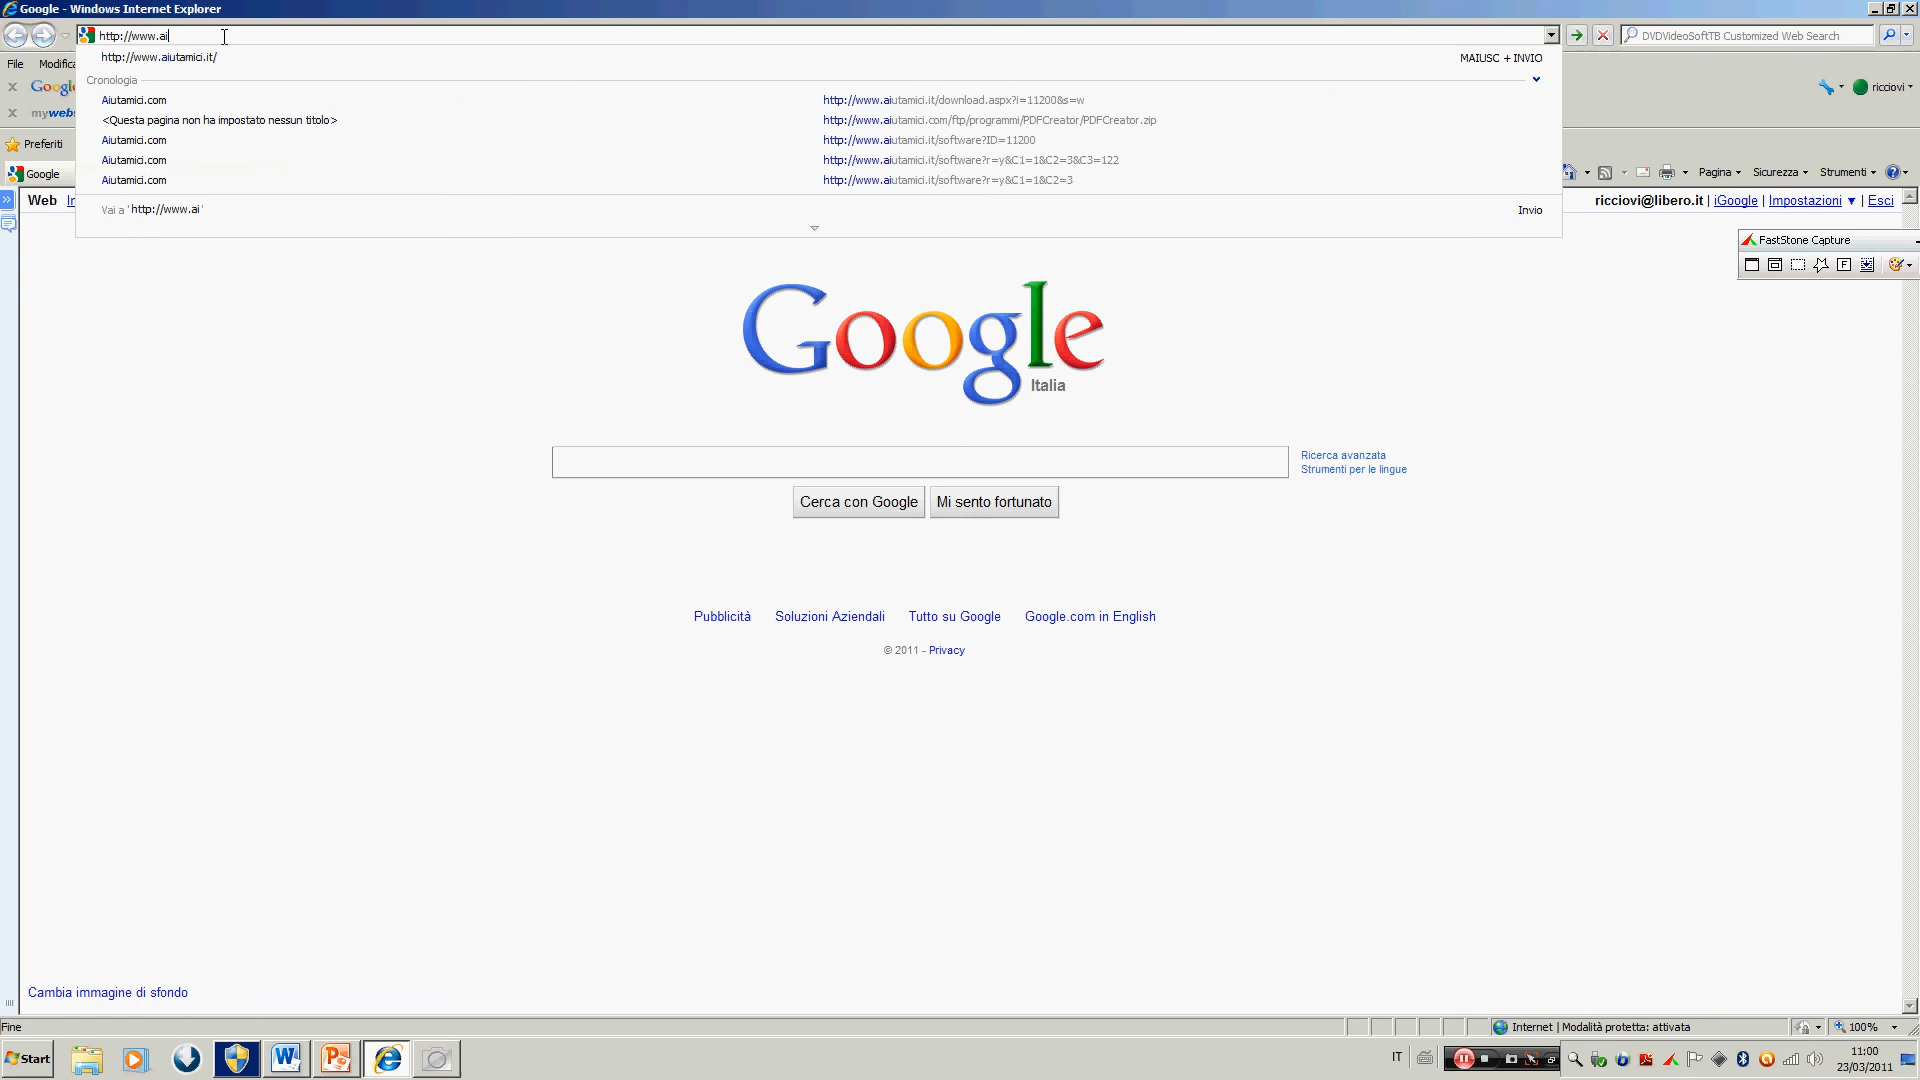 Google - Windows Internet Explorer
http://www.ai
DVDVideoSoftTB Customized Web Search
http://www.aiutamici.it/ MAIUSC + INVIO
File Modifica
Cronologia
Google
ricciovi
Aiutamici.com http://www.aiutamici.it/download.aspx?i=11200&s=w
myweb
<Questa pagina non ha impostato nessun titolo> http://www.aiutamici.com/ftp/programmi/PDFCreator/PDFCreator.zip
Aiutamici.com http://www.aiutamici.it/software?ID=11200
Preferiti
Aiutamici.com http://www.aiutamici.it/software?r=y&C1=1&C2=3&C3=122
Google
Aiutamici.com http://www.aiutamici.it/software?r=y&C1=1&C2=3
Pagina Sicurezza Strumenti
Web
Vai a 'http://www.ai' Invio
ricciovi@libero.it | iGoogle | Impostazioni ▼ | Esci
FastStone Capture
F
Google
Italia
Ricerca avanzata
Strumenti per le lingue
Cerca con Google Mi sento fortunato
Pubblicità Soluzioni Aziendali Tutto su Google Google.com in English
© 2011 - Privacy
Cambia immagine di sfondo
Fine Internet | Modalità protetta: attivata 100%
Start IT 11:00
23/03/2011